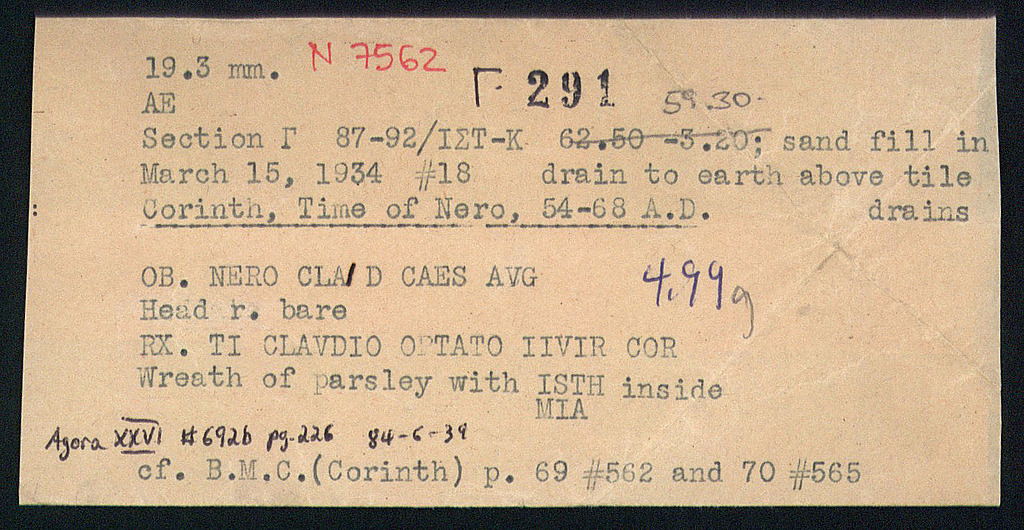 19.3 mm. N 7562
AE Γ 291 59.30.
Section Γ 87-92/ΙΣΤ-Κ 62.50 -3.20; sand fill in
March 15, 1934 #18 drain to earth above tile
Corinth, Time of Nero, 54-68 A.D. drains
OB. NERO CLA/D CAES AVG 4.99g
Head r. bare
RX. TI CLAVDIO OPTATO IIVIR COR
Wreath of parsley with ISTH inside
MIA
Agora XXVI #692b pg. 226 84-6-39
cf. B.M.C.(Corinth) p. 69 #562 and 70 #565